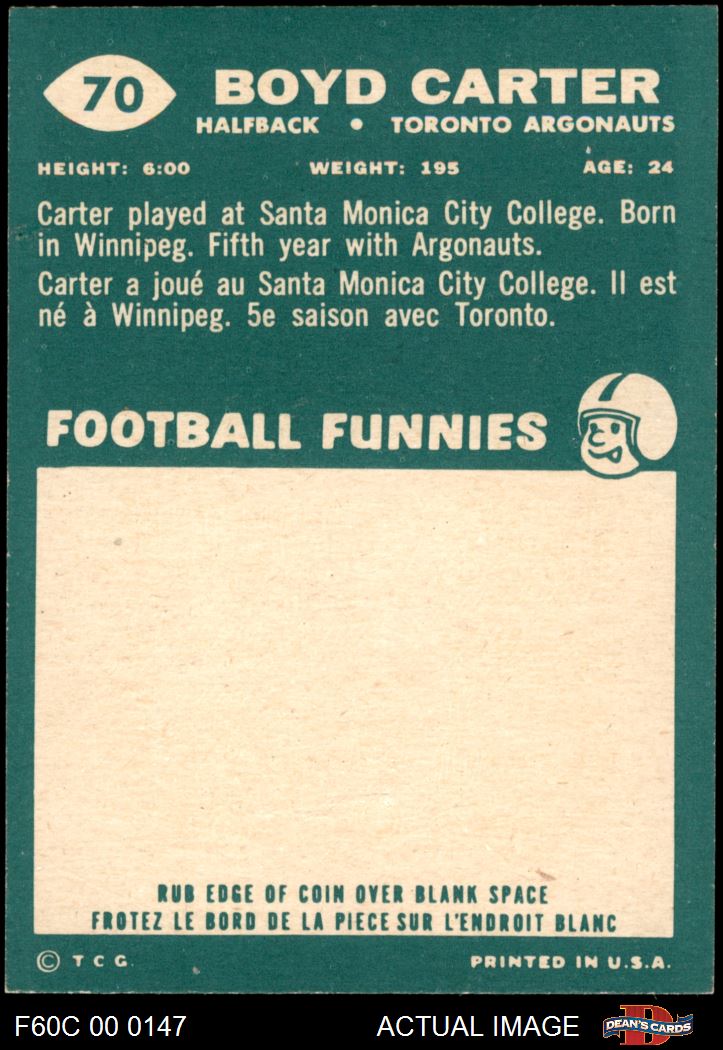 70 BOYD CARTER
HALFBACK • TORONTO ARGONAUTS
HEIGHT: 6:00 WEIGHT: 195 AGE: 24
Carter played at Santa Monica City College. Born
in Winnipeg. Fifth year with Argonauts.
Carter a joué au Santa Monica City College. Il est
né à Winnipeg. 5e saison avec Toronto.
FOOTBALL FUNNIES
RUB EDGE OF COIN OVER BLANK SPACE
FROTEZ LE BORD DE LA PIECE SUR L'ENDROIT BLANC
© T C G. PRINTED IN U.S.A.
F60C 00 0147 ACTUAL IMAGE D DEAN'S CARDS